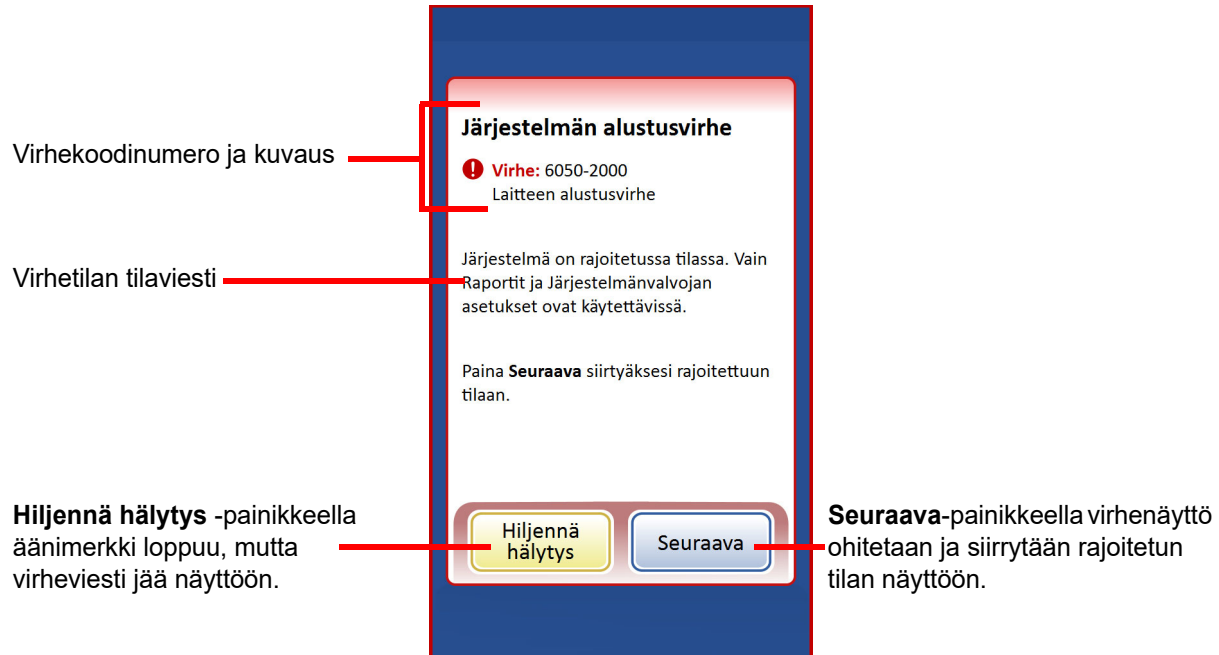 Virhekoodinumero ja kuvaus
Järjestelmän alustusvirhe
Virhe: 6050-2000
Laitteen alustusvirhe
Virhetilan tilaviesti
Järjestelmä on rajoitetussa tilassa. Vain
Raportit ja Järjestelmänvalvojan
asetukset ovat käytettävissä.
Paina Seuraava siirtyäksesi rajoitettuun
tilaan.
Hiljennä hälytys -painikkeella
äänimerkki loppuu, mutta
virheviesti jää näyttöön.
Hiljennä
hälytys
Seuraava
Seuraava-painikkeella virhenäyttö
ohitetaan ja siirrytään rajoitetun
tilan näyttöön.